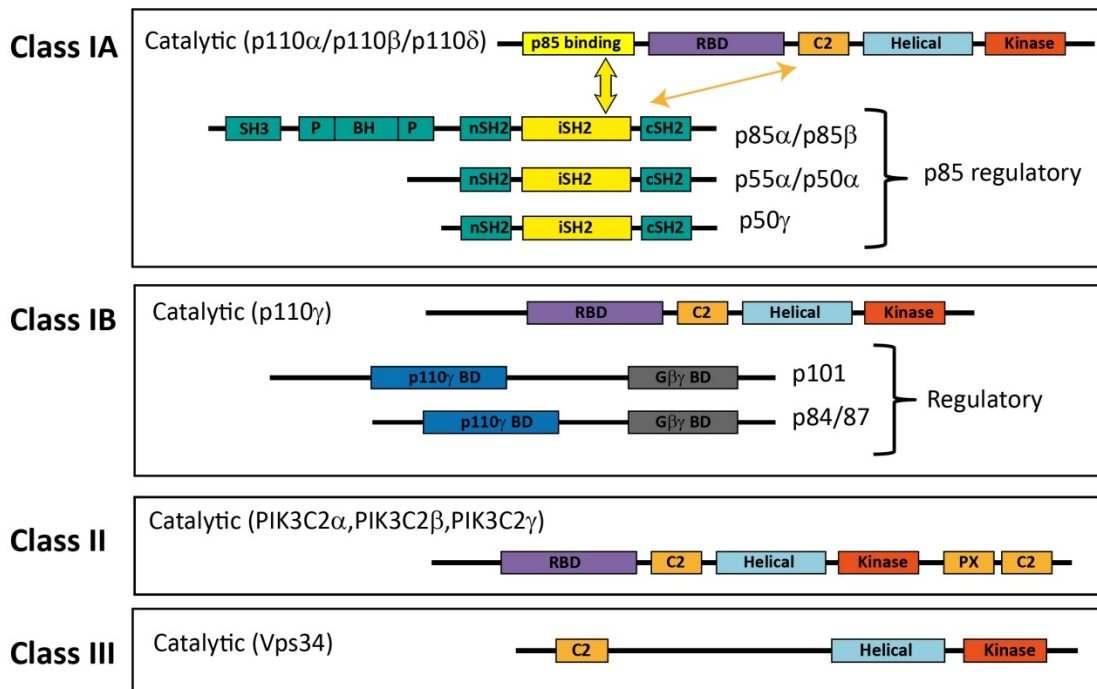 Class IA
Catalytic (p110α/p110β/p110δ)
p85 binding RBD C2 Helical Kinase
SH3 P BH P nSH2 iSH2 cSH2
p85α/p85β
nSH2 iSH2 cSH2
p55α/p50α
nSH2 iSH2 cSH2
p50γ
p85 regulatory
Class IB
Catalytic (p110γ)
RBD C2 Helical Kinase
p110γ BD Gβγ BD
p101
p110γ BD Gβγ BD
p84/87
Regulatory
Class II
Catalytic (PIK3C2α,PIK3C2β,PIK3C2γ)
RBD C2 Helical Kinase PX C2
Class III
Catalytic (Vps34)
C2 Helical Kinase